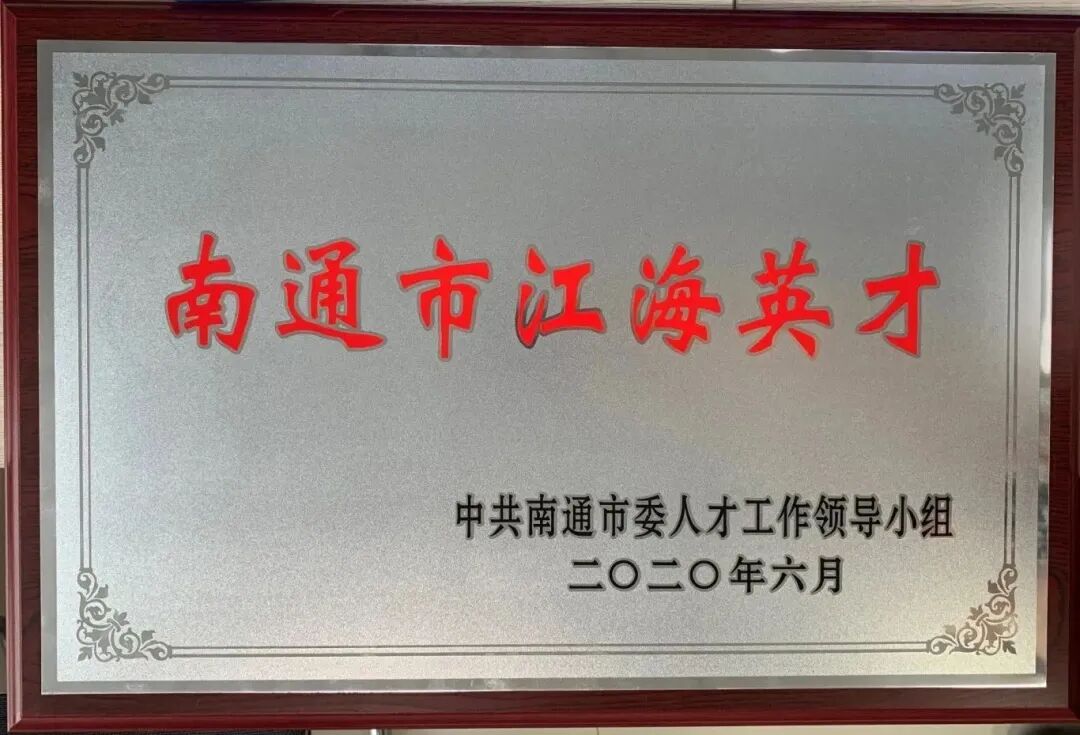 南通市江海英才
中共南通市委人才工作领导小组
二〇二〇年六月